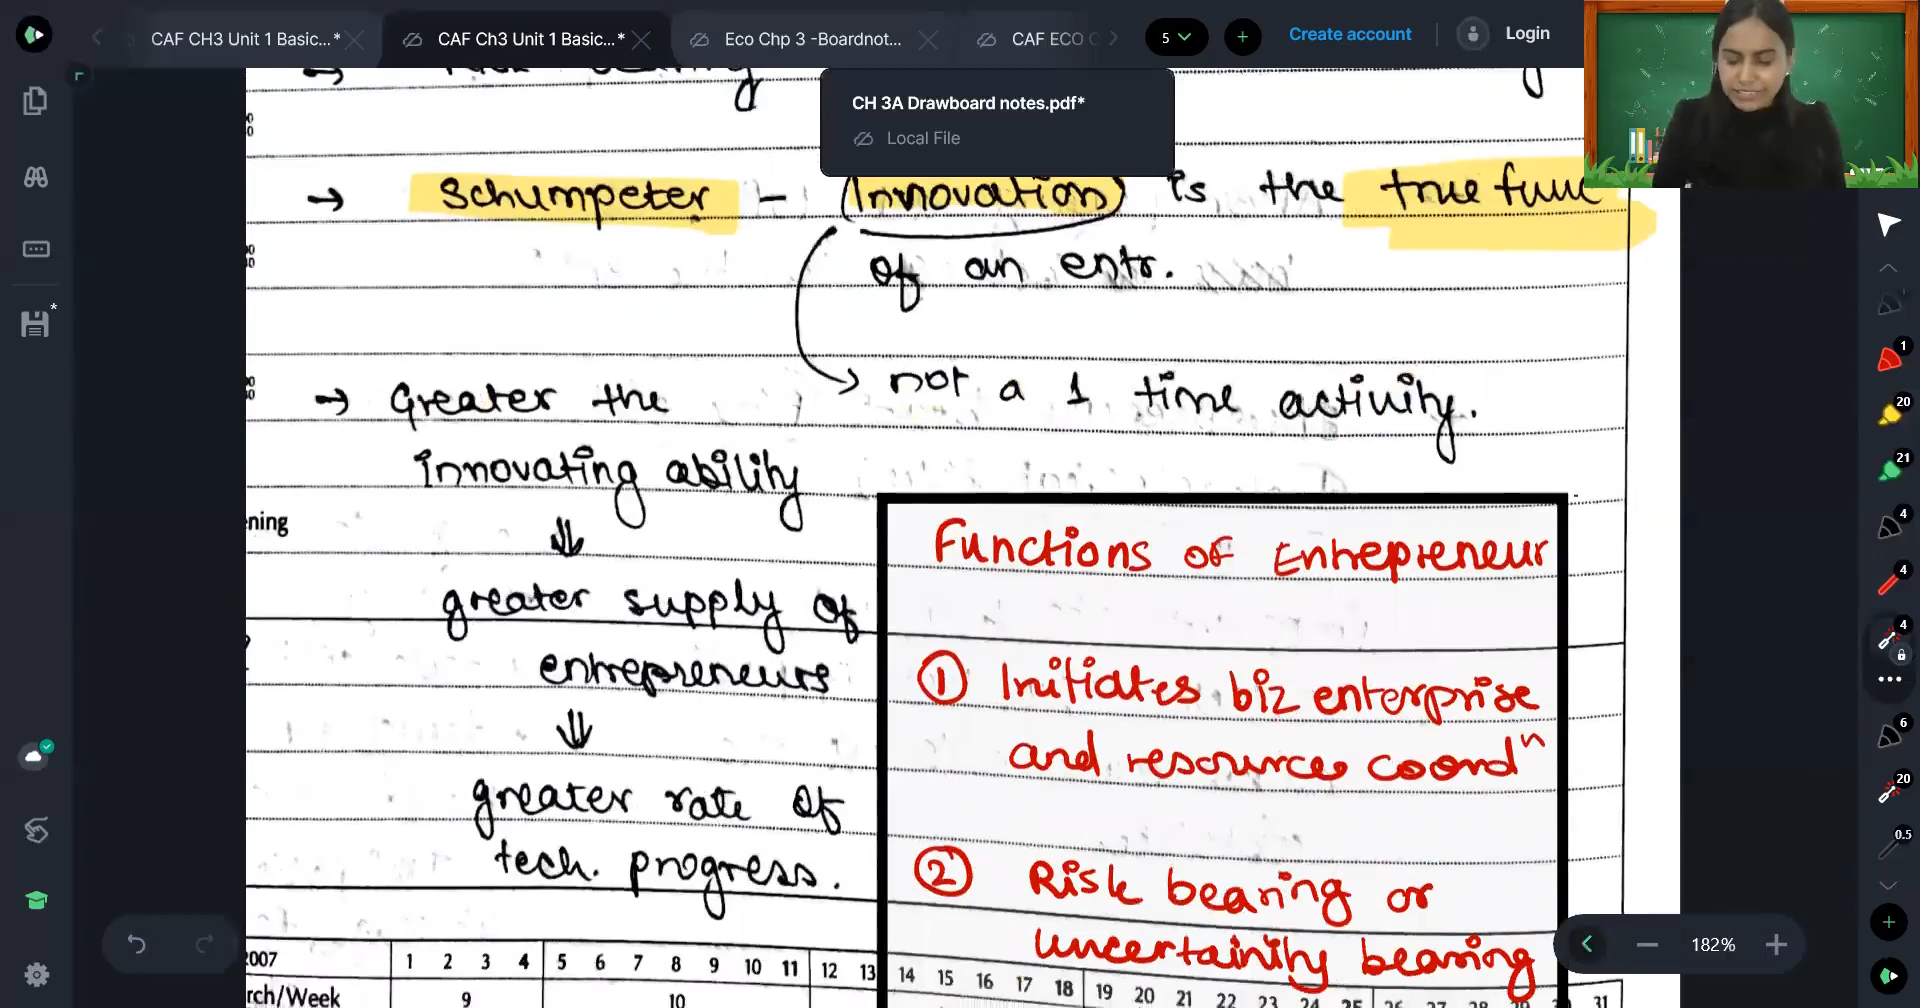 CAF CH3 Unit 1 Basic...*
CAF Ch3 Unit 1 Basic...*
Eco Chp 3 -Boardnot...
CAF ECO
5
Create account
Login
CH 3A Drawboard notes.pdf*
Local File
→ Schumpeter - Innovation is the true func
of an entr.
→ not a 1 time activity.
→ Greater the
innovating ability
⇓
greater supply of
entrepreneurs
⇓
greater rate of
tech. progress.
ening
Functions of Entrepreneur
① Initiates biz enterprise
and resource coordⁿ
② Risk bearing or
uncertainity bearing
2007 1 2 3 4 5 6 7 8 9 10 11 12 13 14 15 16 17 18 19 20 21 22 23 24 25 26 27 28 29 31
rch/Week 9 10
1
20
21
4
4
4
6
20
0.5
182%